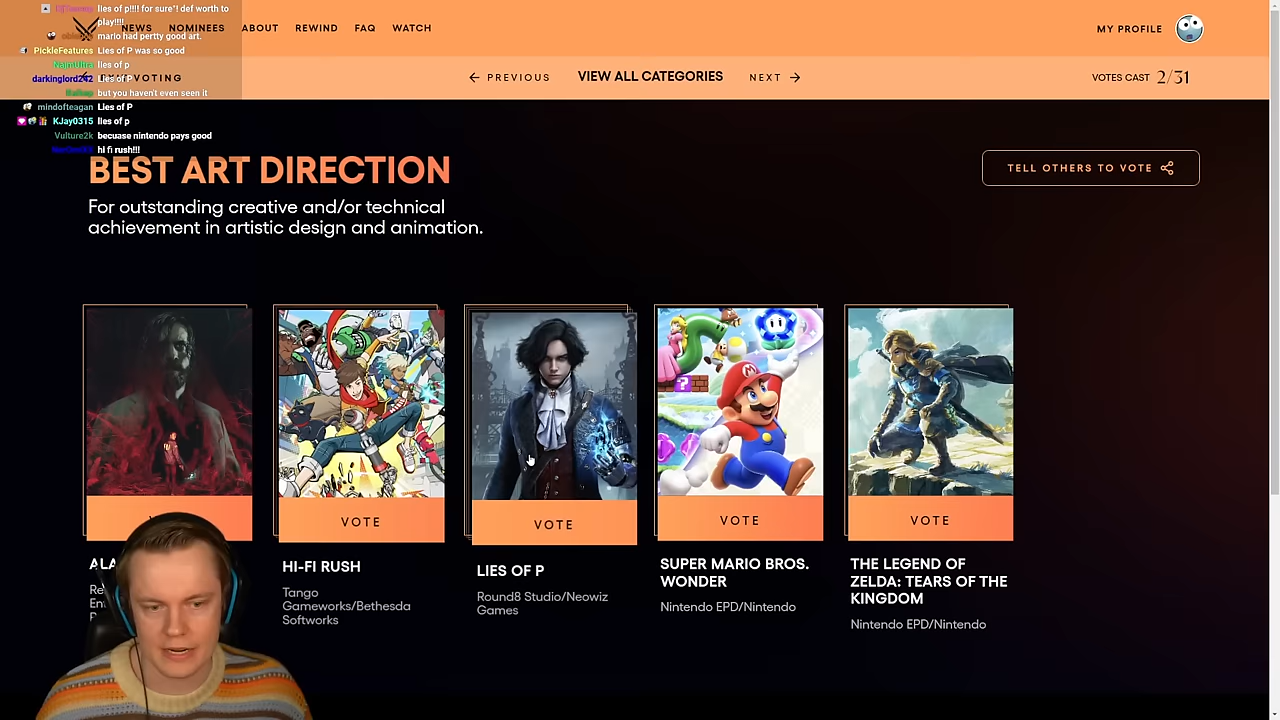 lies of p!!!! for sure"! def worth to
play!!!!
NEWS
NOMINEES
ABOUT
REWIND
FAQ
WATCH
MY PROFILE
mario had pertty good art.
PickleFeatures Lies of P was so good
lies of p
VOTING
darkinglord242 Lies of P
PREVIOUS
VIEW ALL CATEGORIES
NEXT
VOTES CAST 2/31
but you haven't even seen it
mindofteagan Lies of P
KJay0315 lies of p
Vulture2k becuase nintendo pays good
hi fi rush!!!
BEST ART DIRECTION
TELL OTHERS TO VOTE
For outstanding creative and/or technical
achievement in artistic design and animation.
VOTE
VOTE
VOTE
VOTE
HI-FI RUSH
Tango
Gameworks/Bethesda
Softworks
LIES OF P
Round8 Studio/Neowiz
Games
SUPER MARIO BROS.
WONDER
Nintendo EPD/Nintendo
THE LEGEND OF
ZELDA: TEARS OF THE
KINGDOM
Nintendo EPD/Nintendo